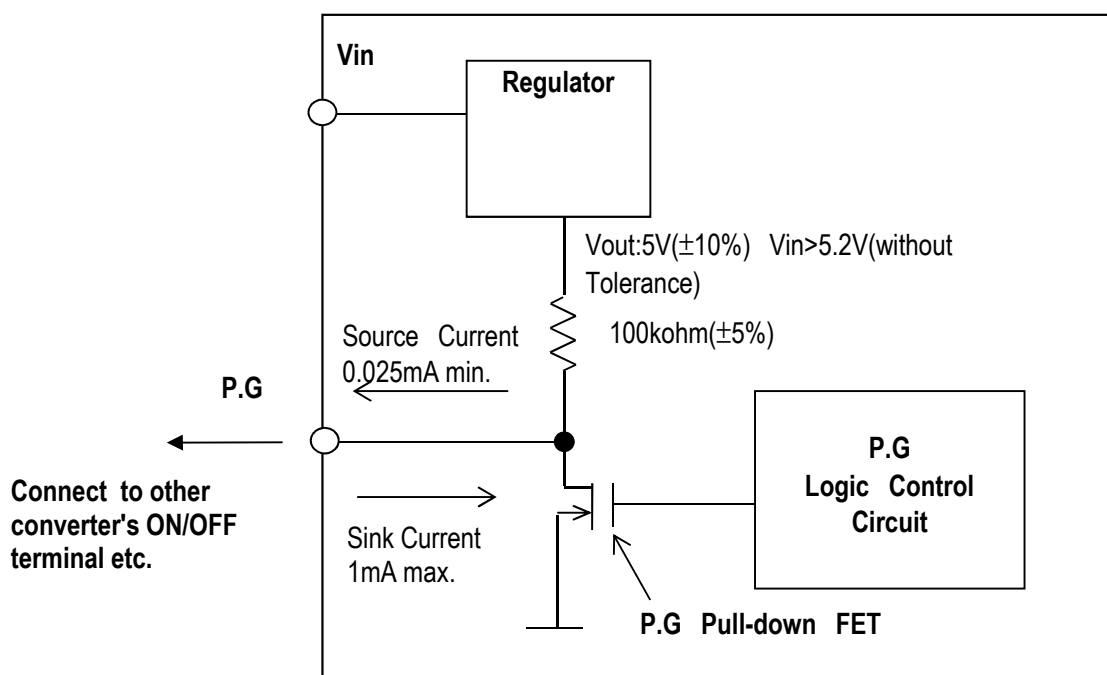 Vin
Regulator
Vout:5V(±10%) Vin>5.2V(without
Tolerance)
100kohm(±5%)
Source Current
0.025mA min.
P.G
P.G
Logic Control
Circuit
Connect to other
converter's ON/OFF
terminal etc.
Sink Current
1mA max.
P.G Pull-down FET